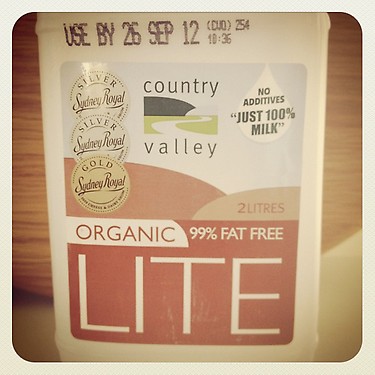 USE BY 26 SEP 12 (CUO) 254
10:36
SILVER
Sydney Royal
SILVER
Sydney Royal
GOLD
Sydney Royal
country
valley
NO
ADDITIVES
"JUST 100%
MILK"
2 LITRES
ORGANIC 99% FAT FREE
LITE